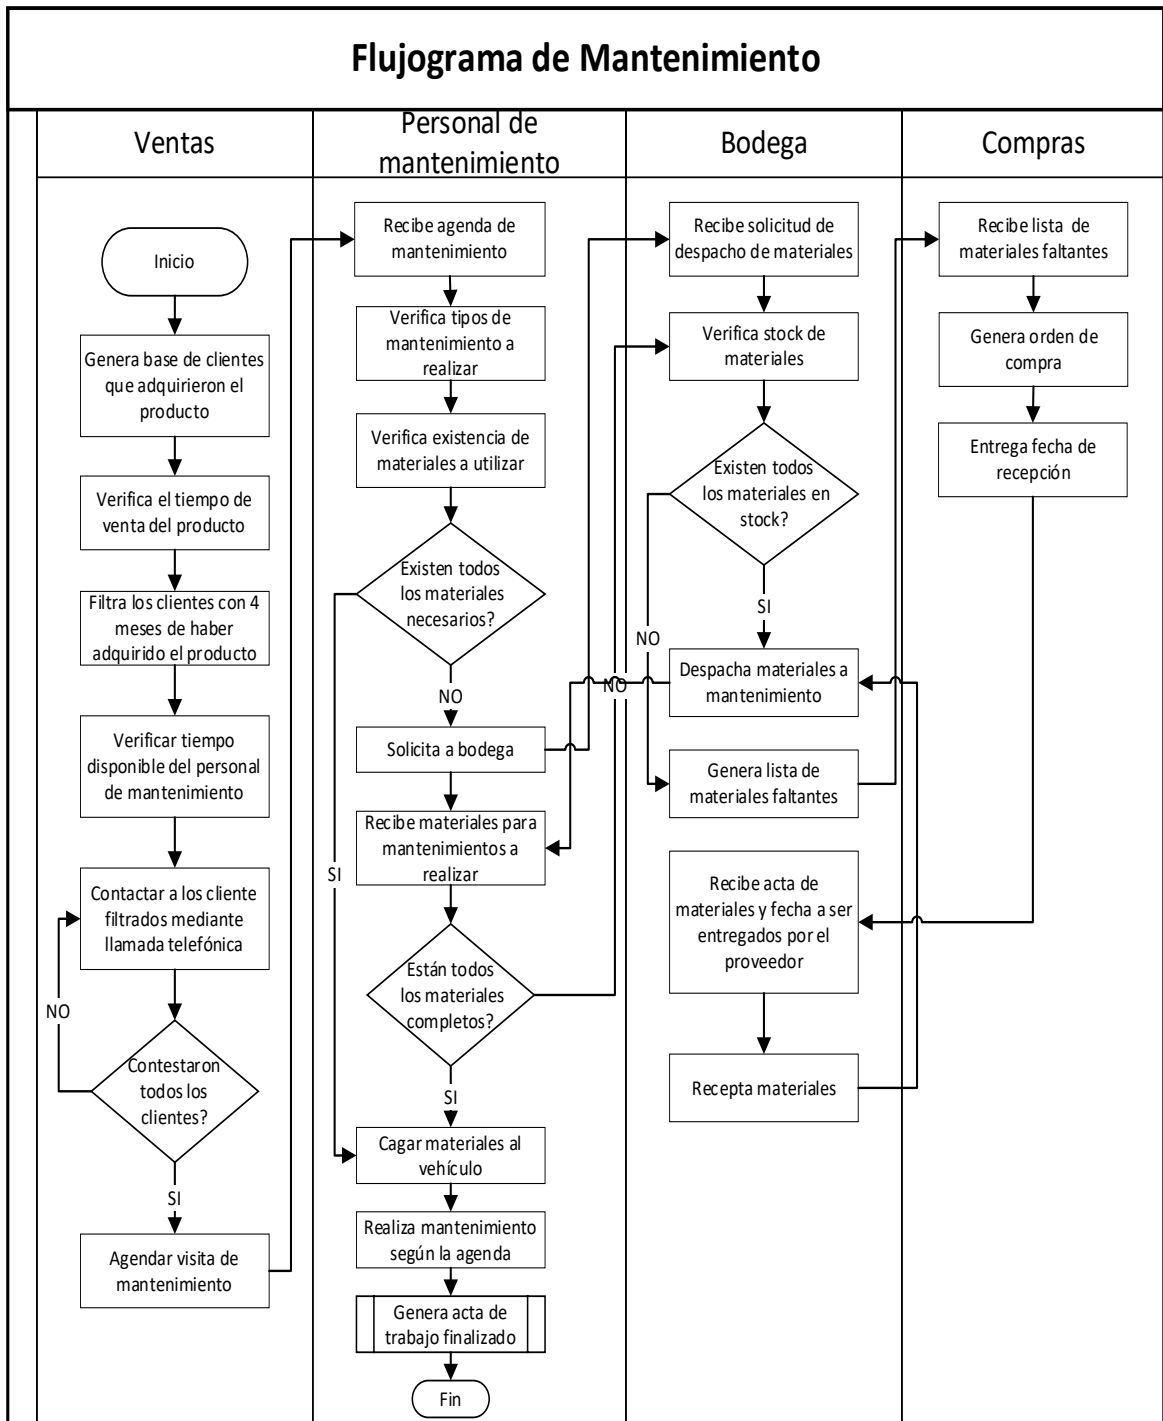 Flujograma de Mantenimiento
Ventas
Personal de
mantenimiento
Bodega
Compras
Inicio
Genera base de clientes
que adquirieron el
producto
Verifica el tiempo de
venta del producto
Filtra los clientes con 4
meses de haber
adquirido el producto
Verificar tiempo
disponible del personal
de mantenimiento
Contactar a los cliente
filtrados mediante
llamada telefónica
NO
Contestaron
todos los
clientes?
SI
Agendar visita de
mantenimiento
Recibe agenda de
mantenimiento
Verifica tipos de
mantenimiento a
realizar
Verifica existencia de
materiales a utilizar
Existen todos
los materiales
necesarios?
NO
SI
Solicita a bodega
Recibe materiales para
mantenimientos a
realizar
Están todos
los materiales
completos?
NO
SI
Cagar materiales al
vehículo
Realiza mantenimiento
según la agenda
Genera acta de
trabajo finalizado
Fin
Recibe solicitud de
despacho de materiales
Verifica stock de
materiales
Existen todos
los materiales en
stock?
SI
NO
Despacha materiales a
mantenimiento
Genera lista de
materiales faltantes
Recibe acta de
materiales y fecha a ser
entregados por el
proveedor
Recepta materiales
Recibe lista de
materiales faltantes
Genera orden de
compra
Entrega fecha de
recepción